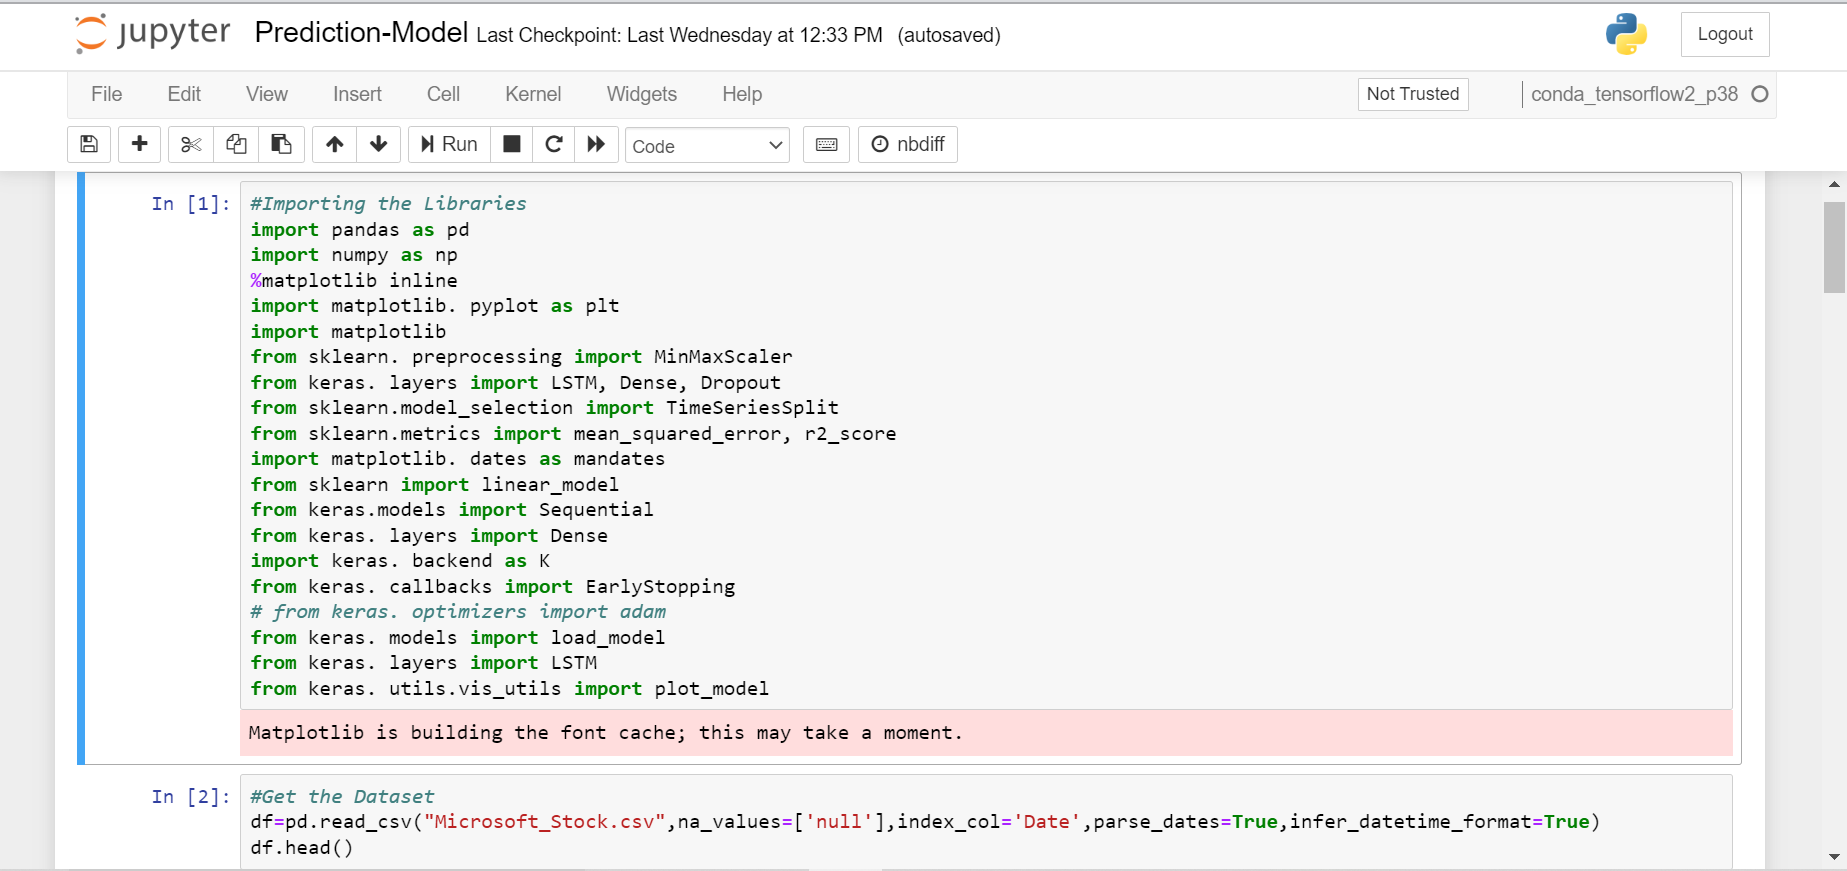 jupyter Prediction-Model Last Checkpoint: Last Wednesday at 12:33 PM (autosaved) Logout
File Edit View Insert Cell Kernel Widgets Help Not Trusted conda_tensorflow2_p38
Run Code nbdiff
In [1]: #Importing the Libraries
import pandas as pd
import numpy as np
%matplotlib inline
import matplotlib. pyplot as plt
import matplotlib
from sklearn. preprocessing import MinMaxScaler
from keras. layers import LSTM, Dense, Dropout
from sklearn.model_selection import TimeSeriesSplit
from sklearn.metrics import mean_squared_error, r2_score
import matplotlib. dates as mandates
from sklearn import linear_model
from keras.models import Sequential
from keras. layers import Dense
import keras. backend as K
from keras. callbacks import EarlyStopping
# from keras. optimizers import adam
from keras. models import load_model
from keras. layers import LSTM
from keras. utils.vis_utils import plot_model
Matplotlib is building the font cache; this may take a moment.
In [2]: #Get the Dataset
df=pd.read_csv("Microsoft_Stock.csv",na_values=['null'],index_col='Date',parse_dates=True,infer_datetime_format=True)
df.head()